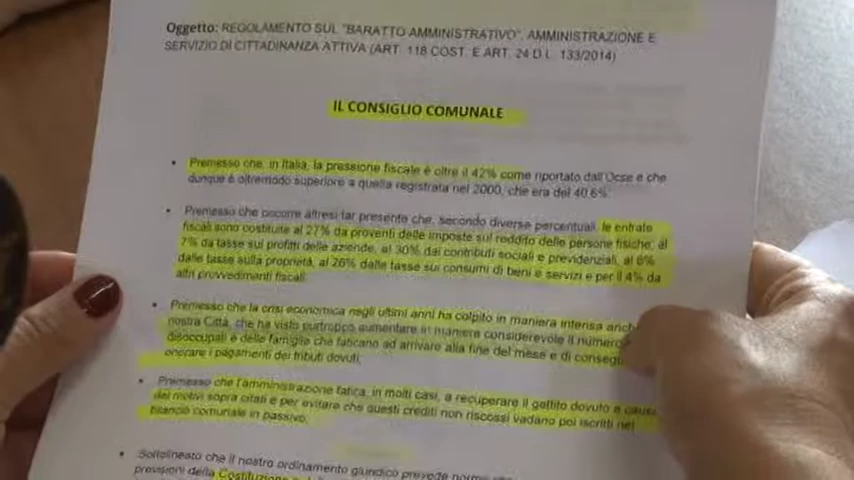 Oggetto: REGOLAMENTO SUL "BARATTO AMMINISTRATIVO", AMMINISTRAZIONE E
SERVIZIO DI CITTADINANZA ATTIVA (ART. 118 COST. E ART. 24 D.L. 133/2014)
IL CONSIGLIO COMUNALE
• Premesso che, in Italia, la pressione fiscale è oltre il 42% come riportato dall'Ocse e che
dunque è oltremodo superiore a quella registrata nel 2000, che era del 40,6%.
• Premesso che occorre altresì far presente che, secondo diverse percentuali, le entrate
fiscali sono costituite al 27% da proventi delle imposte sul reddito delle persone fisiche, al
7% da tasse sui profitti delle aziende, al 30% dai contributi sociali e previdenziali, al 6%
dalle tasse sulla proprietà, al 26% dalle tasse sui consumi di beni e servizi e per il 4% da
altri provvedimenti fiscali.
• Premesso che la crisi economica negli ultimi anni ha colpito in maniera intensa anch
nostra Città, che ha visto purtroppo aumentare in maniera considerevole il numero
disoccupati e delle famiglie che faticano ad arrivare alla fine del mese e di consegu
onorare i pagamenti dei tributi dovuti;
• Premesso che l'amministrazione fatica, in molti casi, a recuperare il gettito dovuto a causa
dei motivi sopra citati e per evitare che questi crediti non riscossi vadano poi iscritti nel
bilancio comunale in passivo;
• Sottolineato che il nostro ordinamento giuridico prevede norme
previsioni della Costituzione